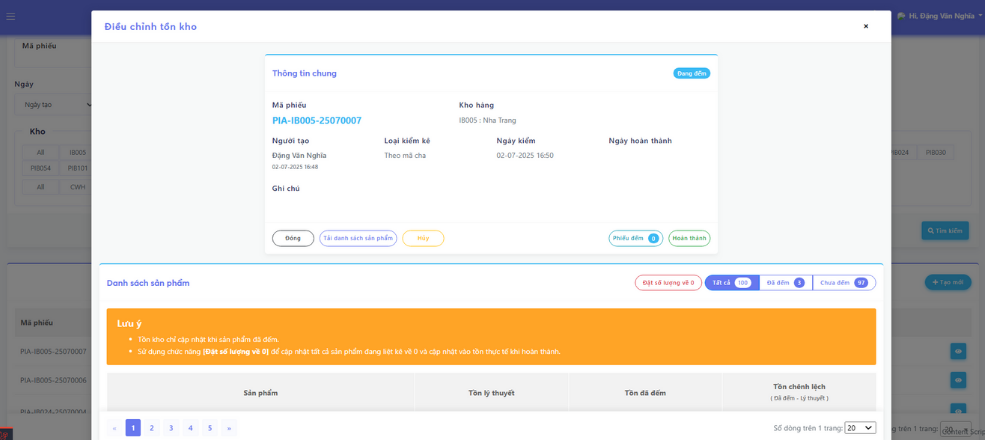 Hi, Đặng Văn Nghĩa
Điều chỉnh tồn kho
×
Mã phiếu
Ngày
Ngày tạo
Kho
All IB005
PIB054 PIB101
All CWH
PIB024 PIB030
Tìm kiếm
Thông tin chung
Đang đếm
Mã phiếu Kho hàng
PIA-IB005-25070007 IB005 : Nha Trang
Người tạo Loại kiểm kê Ngày kiểm Ngày hoàn thành
Đặng Văn Nghĩa Theo mã cha 02-07-2025 16:50
02-07-2025 16:48
Ghi chú
Đóng Tải danh sách sản phẩm Hủy Phiếu đếm 0 Hoàn thành
Danh sách sản phẩm Đặt số lượng về 0 Tất cả 100 Đã đếm 3 Chưa đếm 97
+ Tạo mới
Lưu ý
• Tồn kho chỉ cập nhật khi sản phẩm đã đếm.
• Sử dụng chức năng [Đặt số lượng về 0] để cập nhật tất cả sản phẩm đang liệt kê về 0 và cập nhật vào tồn thực tế khi hoàn thành.
Mã phiếu
PIA-IB005-25070007
PIA-IB005-25070006
PIA-IB024-25070004
Sản phẩm Tồn lý thuyết Tồn đã đếm Tồn chênh lệch
( Đã đếm - Lý thuyết )
« 1 2 3 4 5 » Số dòng trên 1 trang: 20
g trên 1 trang: 20